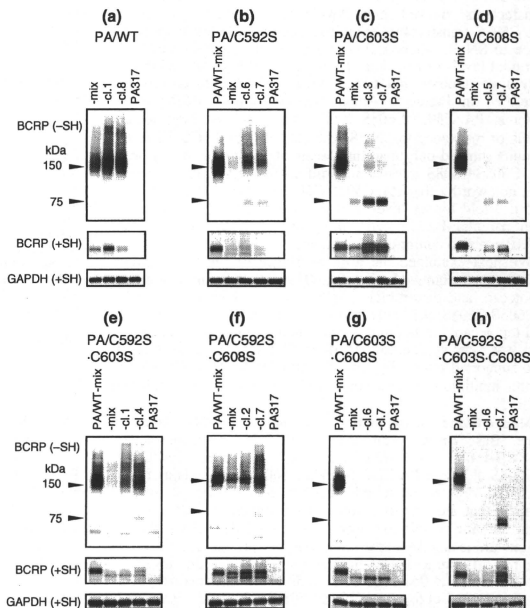 (a) (b) (c) (d)
PA/WT PA/C592S PA/C603S PA/C608S
-mix -cl.1 -cl.8 PA317
PA/WT-mix -mix -cl.6 -cl.7 PA317
PA/WT-mix -mix -cl.3 -cl.7 PA317
PA/WT-mix -mix -cl.5 -cl.7 PA317
BCRP (–SH)
kDa
150
75
BCRP (+SH)
GAPDH (+SH)
(e) (f) (g) (h)
PA/C592S PA/C592S PA/C603S PA/C592S
·C603S ·C608S ·C608S ·C603S·C608S
PA/WT-mix -mix -cl.1 -cl.4 PA317
PA/WT-mix -mix -cl.2 -cl.7 PA317
PA/WT-mix -mix -cl.6 -cl.7 PA317
PA/WT-mix -mix -cl.6 -cl.7 PA317
BCRP (–SH)
kDa
150
75
BCRP (+SH)
GAPDH (+SH)